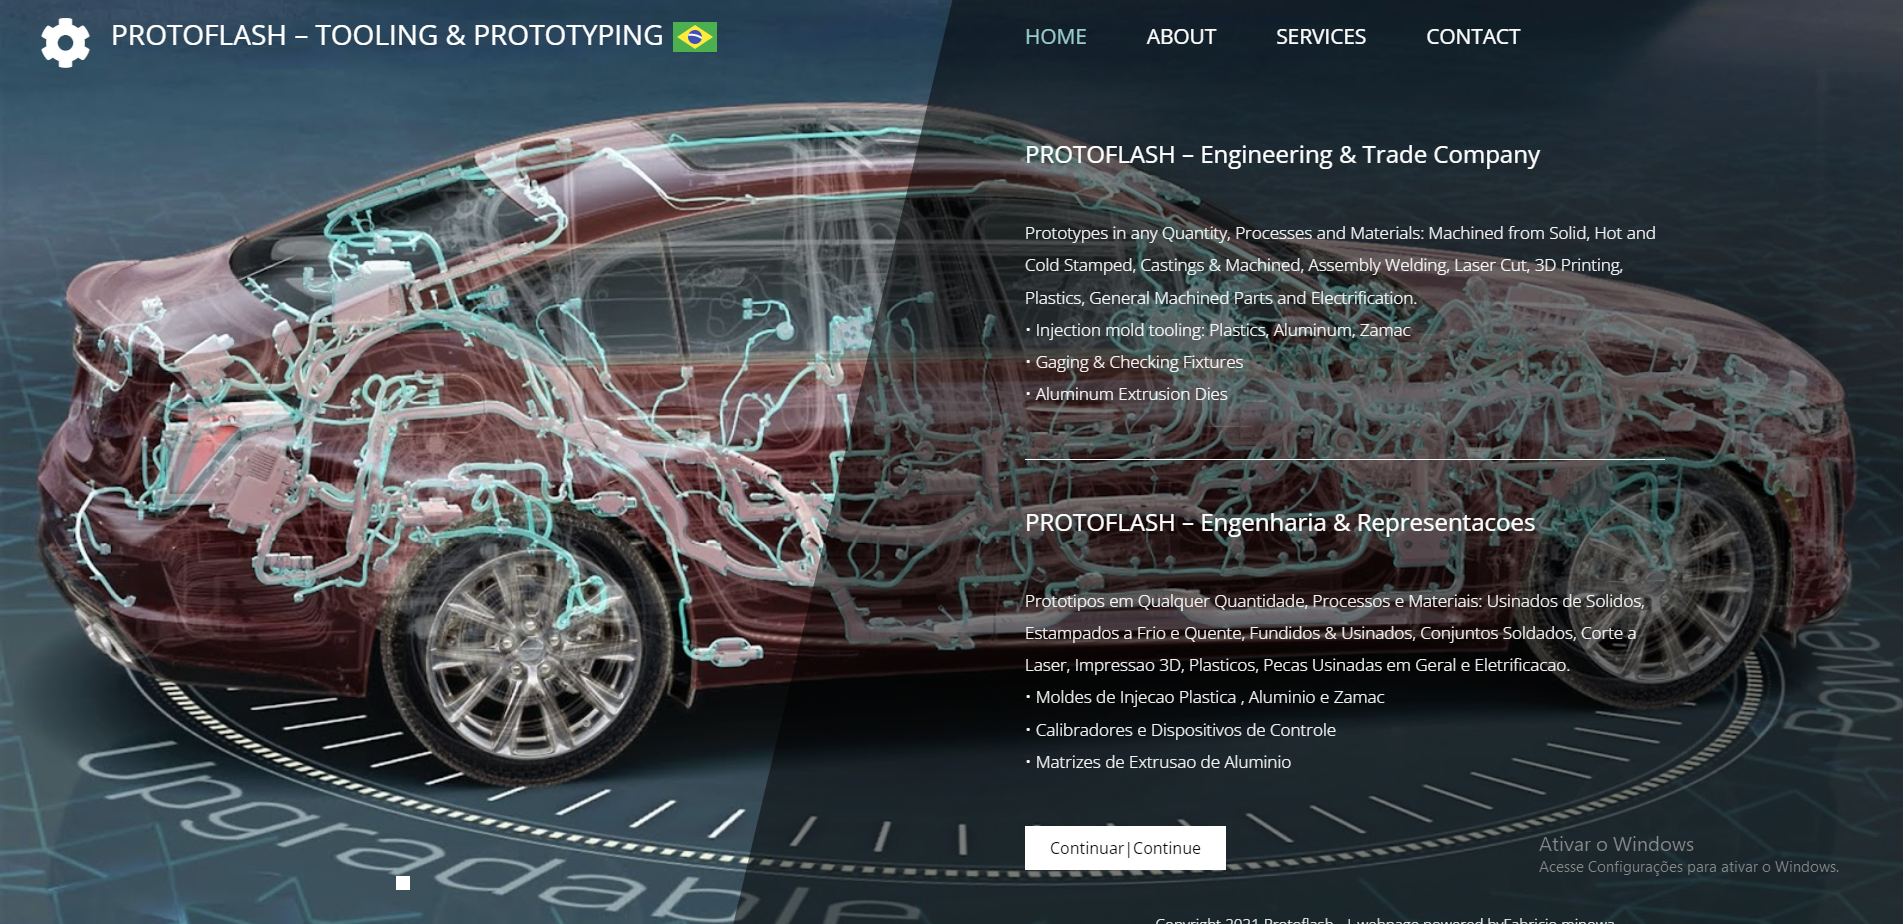 PROTOFLASH – TOOLING & PROTOTYPING
HOME ABOUT SERVICES CONTACT
PROTOFLASH – Engineering & Trade Company
Prototypes in any Quantity, Processes and Materials: Machined from Solid, Hot and
Cold Stamped, Castings & Machined, Assembly Welding, Laser Cut, 3D Printing,
Plastics, General Machined Parts and Electrification.
• Injection mold tooling: Plastics, Aluminum, Zamac
• Gaging & Checking Fixtures
• Aluminum Extrusion Dies
PROTOFLASH – Engenharia & Representacoes
Prototipos em Qualquer Quantidade, Processos e Materiais: Usinados de Solidos,
Estampados a Frio e Quente, Fundidos & Usinados, Conjuntos Soldados, Corte a
Laser, Impressao 3D, Plasticos, Pecas Usinadas em Geral e Eletrificacao.
• Moldes de Injecao Plastica , Aluminio e Zamac
• Calibradores e Dispositivos de Controle
• Matrizes de Extrusao de Aluminio
Continuar|Continue
Ativar o Windows
Acesse Configurações para ativar o Windows.
Upgradable
Copyright 2021 Protoflash - | webpage powered byFabricio minowa